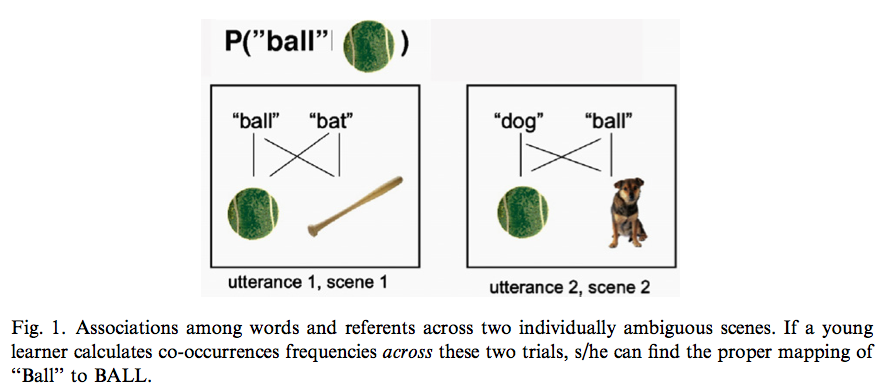 P("ball"| )
"ball" "bat"
"dog" "ball"
utterance 1, scene 1
utterance 2, scene 2
Fig. 1. Associations among words and referents across two individually ambiguous scenes. If a young
learner calculates co-occurrences frequencies across these two trials, s/he can find the proper mapping of
“Ball” to BALL.